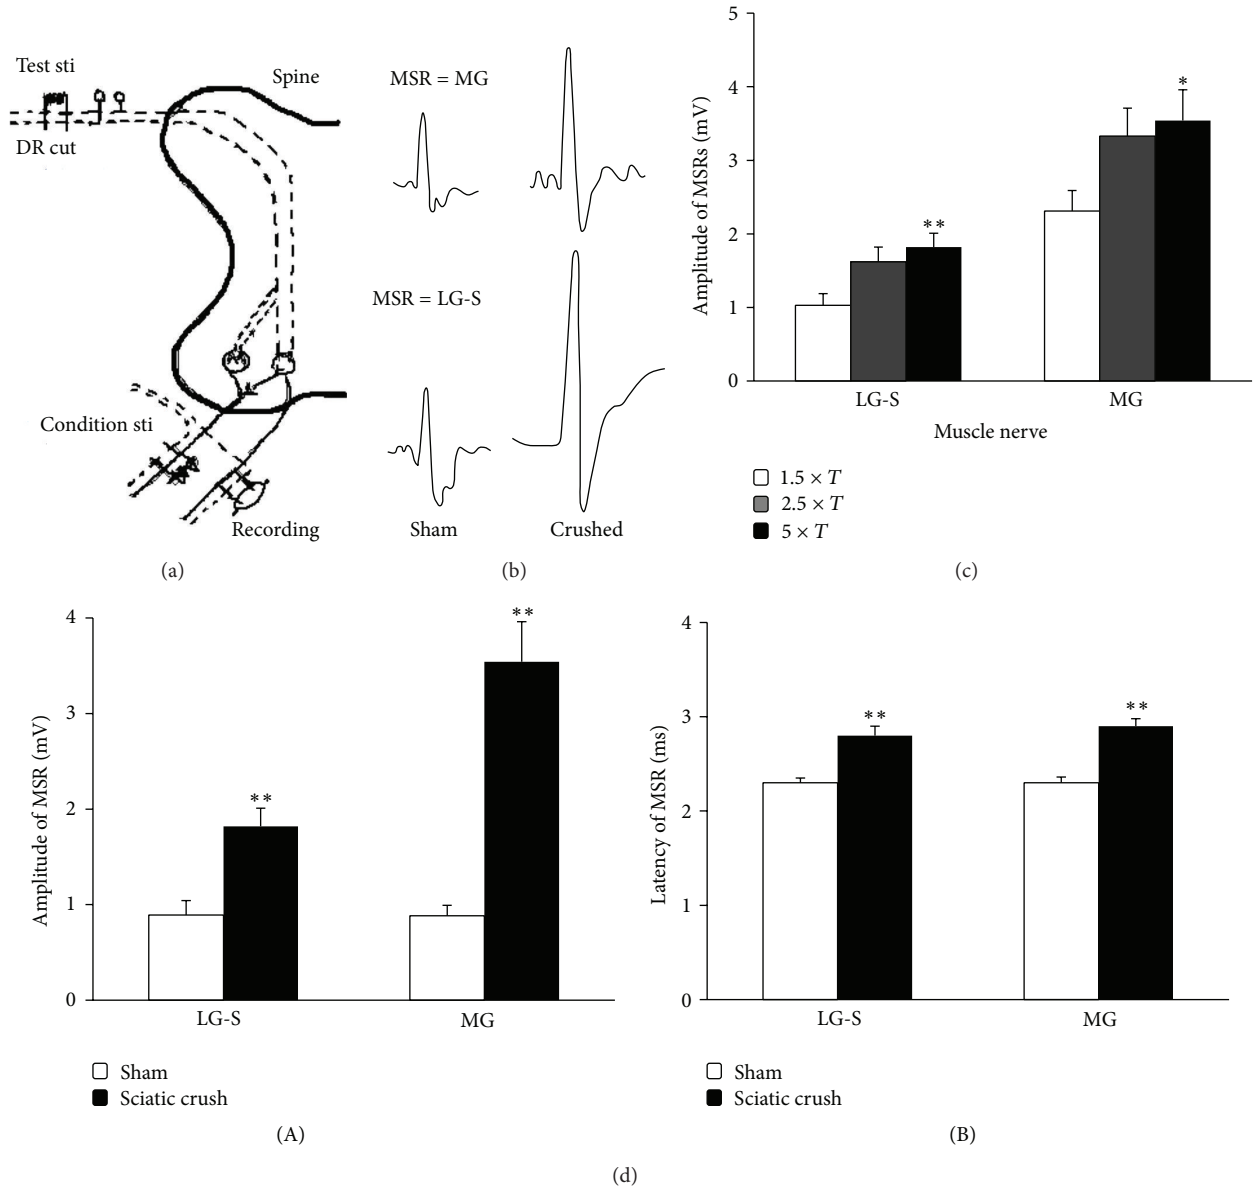 Test sti
DR cut
Spine
Condition sti
Recording
(a)
MSR = MG
MSR = LG-S
Sham
Crushed
(b)
Amplitude of MSRs (mV)
5
4
3
2
1
0
**
*
LG-S
MG
Muscle nerve
1.5 × T
2.5 × T
5 × T
(c)
Amplitude of MSR (mV)
4
3
2
1
0
**
**
LG-S
MG
Sham
Sciatic crush
(A)
Latency of MSR (ms)
4
3
2
1
0
**
**
LG-S
MG
Sham
Sciatic crush
(B)
(d)